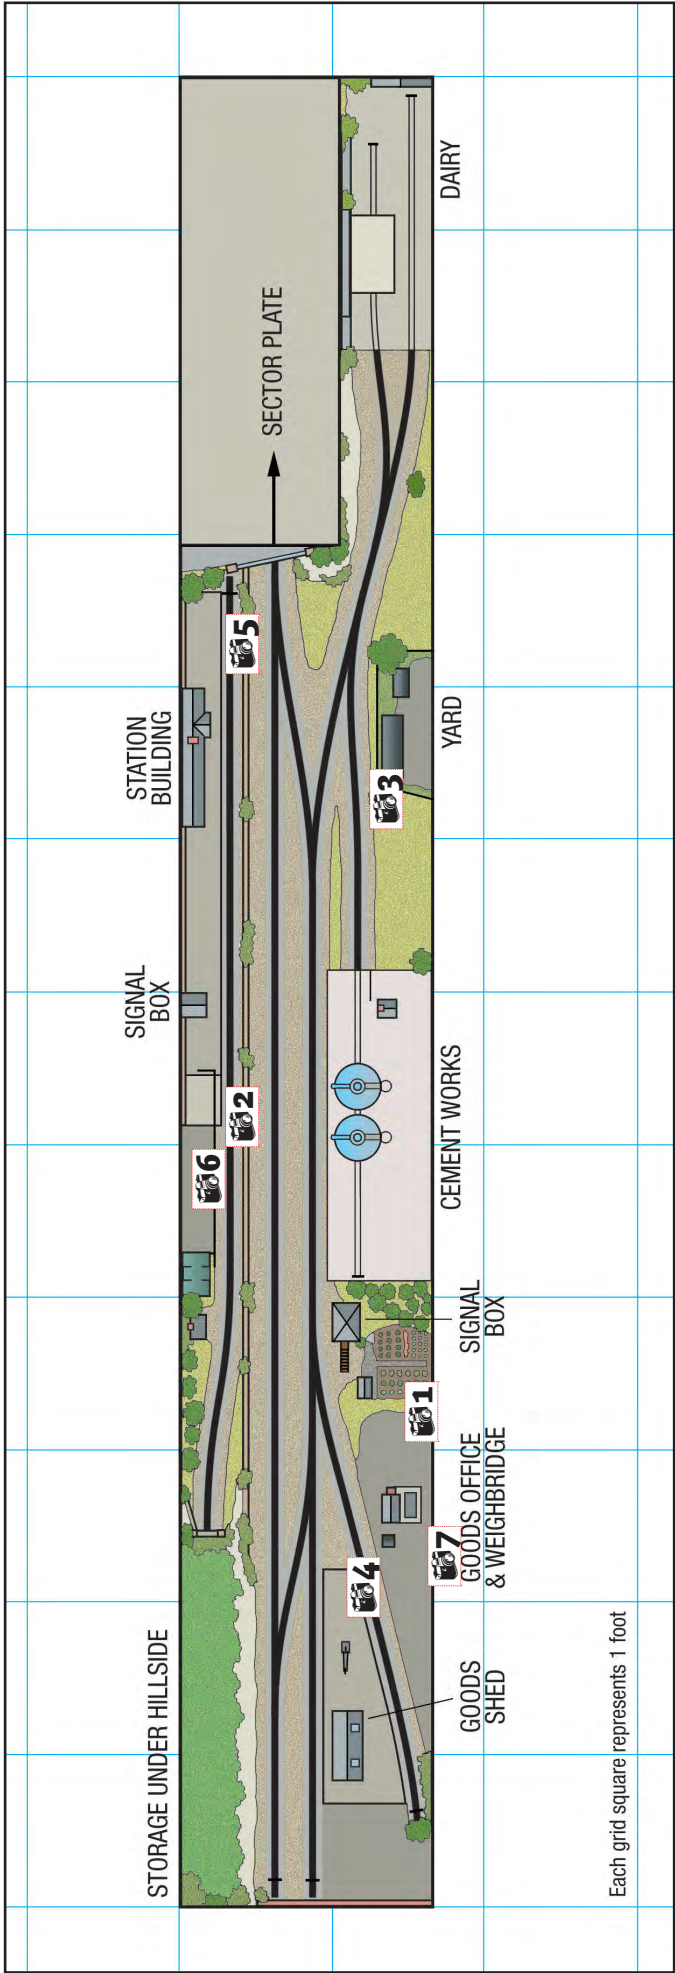 STORAGE UNDER HILLSIDE
SIGNAL
BOX
STATION
BUILDING
SECTOR PLATE
6
2
5
4
7
1
3
GOODS
SHED
GOODS OFFICE
& WEIGHBRIDGE
SIGNAL
BOX
CEMENT WORKS
YARD
DAIRY
Each grid square represents 1 foot